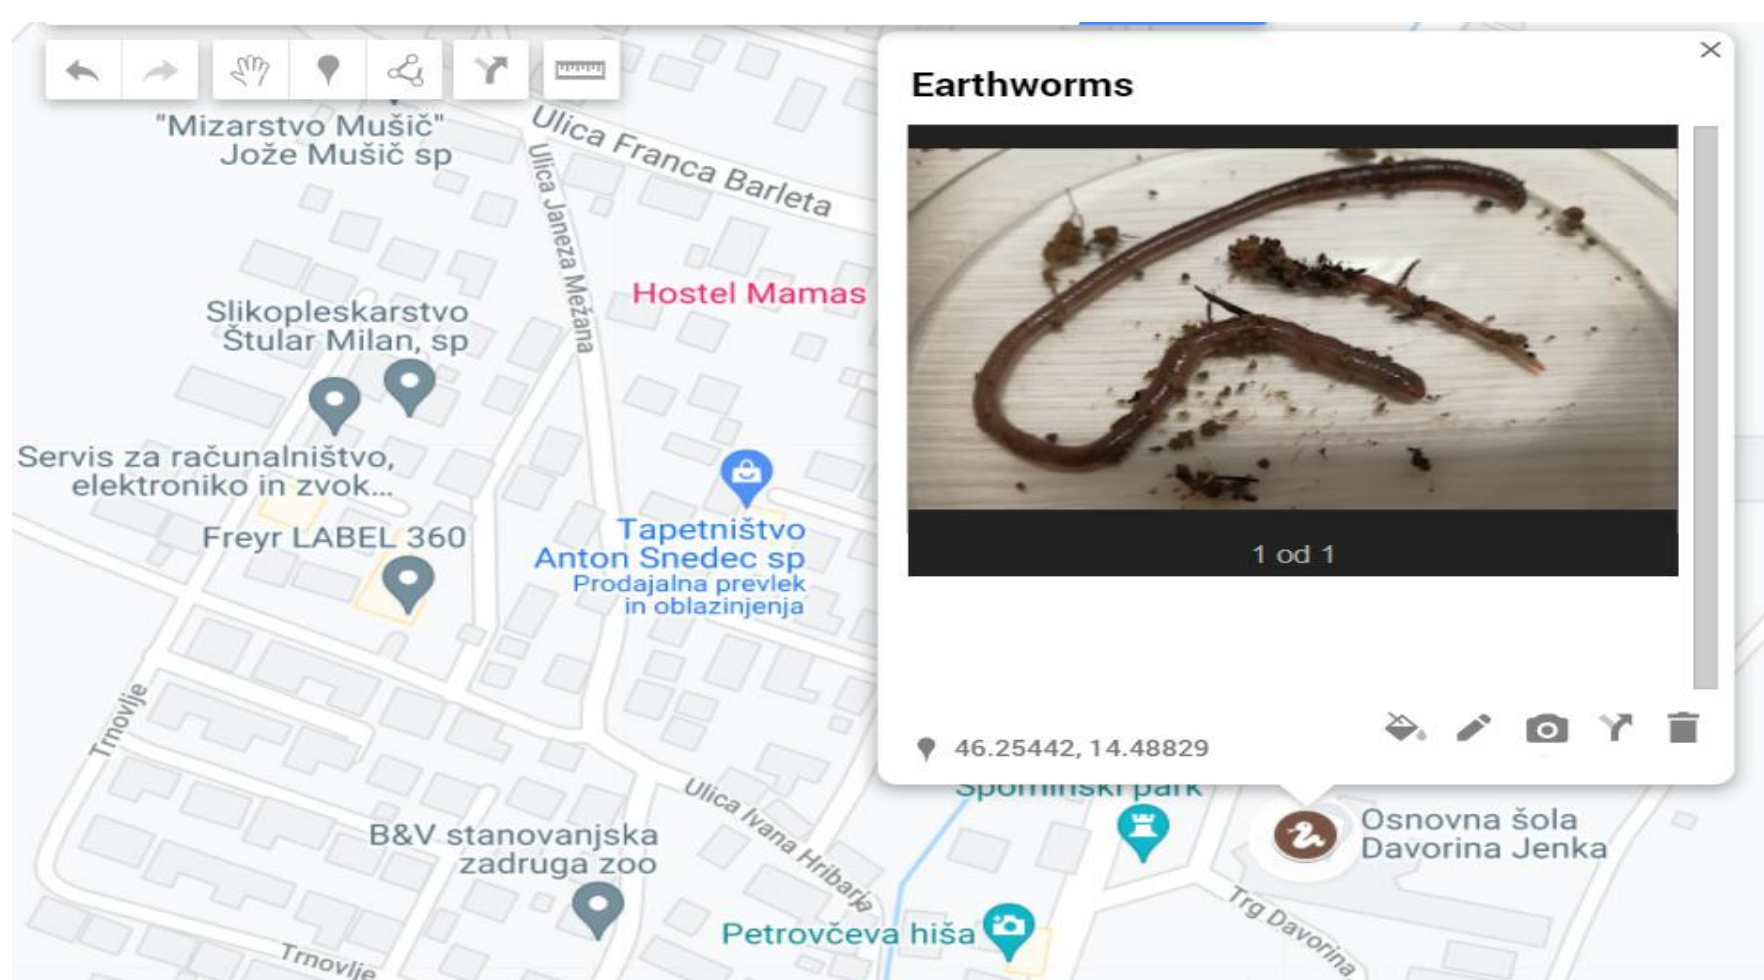 "Mizarstvo Mušič"
Jože Mušič sp
Ulica Franca Barleta
Ulica Janeza Mežana
Hostel Mamas
Slikopleskarstvo
Štular Milan, sp
Servis za računalništvo,
elektroniko in zvok...
Freyr LABEL 360
Tapetništvo
Anton Snedec sp
Prodajalna prevlek
in oblazinjenja
Trnovlje
Ulica Ivana Hribarja
B&V stanovanjska
zadruga zoo
Trnovlje
Petrovčeva hiša
Earthworms
1 od 1
46.25442, 14.48829
Spominski park
Osnovna šola
Davorina Jenka
Trg Davorina